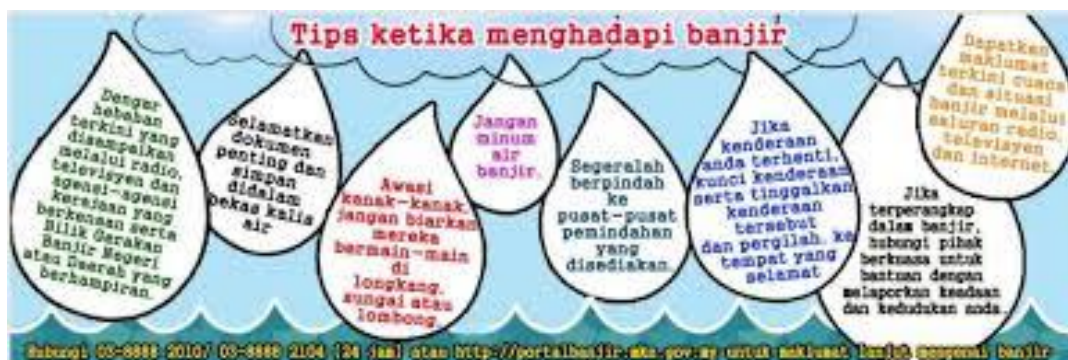 Tips ketika menghadapi banjir
Dengar
hebahan
terkini yang
disampaikan
melalui radio,
televisyen dan
agensi-agensi
kerajaan yang
berkenaan serta
Bilik Gerakan
Banjir Negeri
atau Daerah yang
berhampiran.
Selamatkan
dokumen
penting dan
simpan
didalam
bekas kalis
air
Awasi
kanak-kanak,
jangan biarkan
mereka
bermain-main
di
longkang,
sungai atau
lombong
Jangan
minum
air
banjir.
Segeralah
berpindah
ke
pusat-pusat
pemindahan
yang
disediakan.
Jika
kenderaan
anda terhenti,
kunci kenderaan
serta tinggalkan
kenderaan
tersebut
dan pergilah ke
tempat yang
selamat
Jika
terperangkap
dalam banjir,
hubungi pihak
berkuasa untuk
bantuan dengan
melaporkan keadaan
dan kedudukan anda.
Dapatkan
maklumat
terkini cuaca
dan situasi
banjir melalui
saluran radio,
televisyen
dan internet.
Hubungi 03-8888 2010/ 03-8888 2104 (24 jam) atau http://portalbanjir.mkn.gov.my untuk maklumat lanjut mengenai banjir